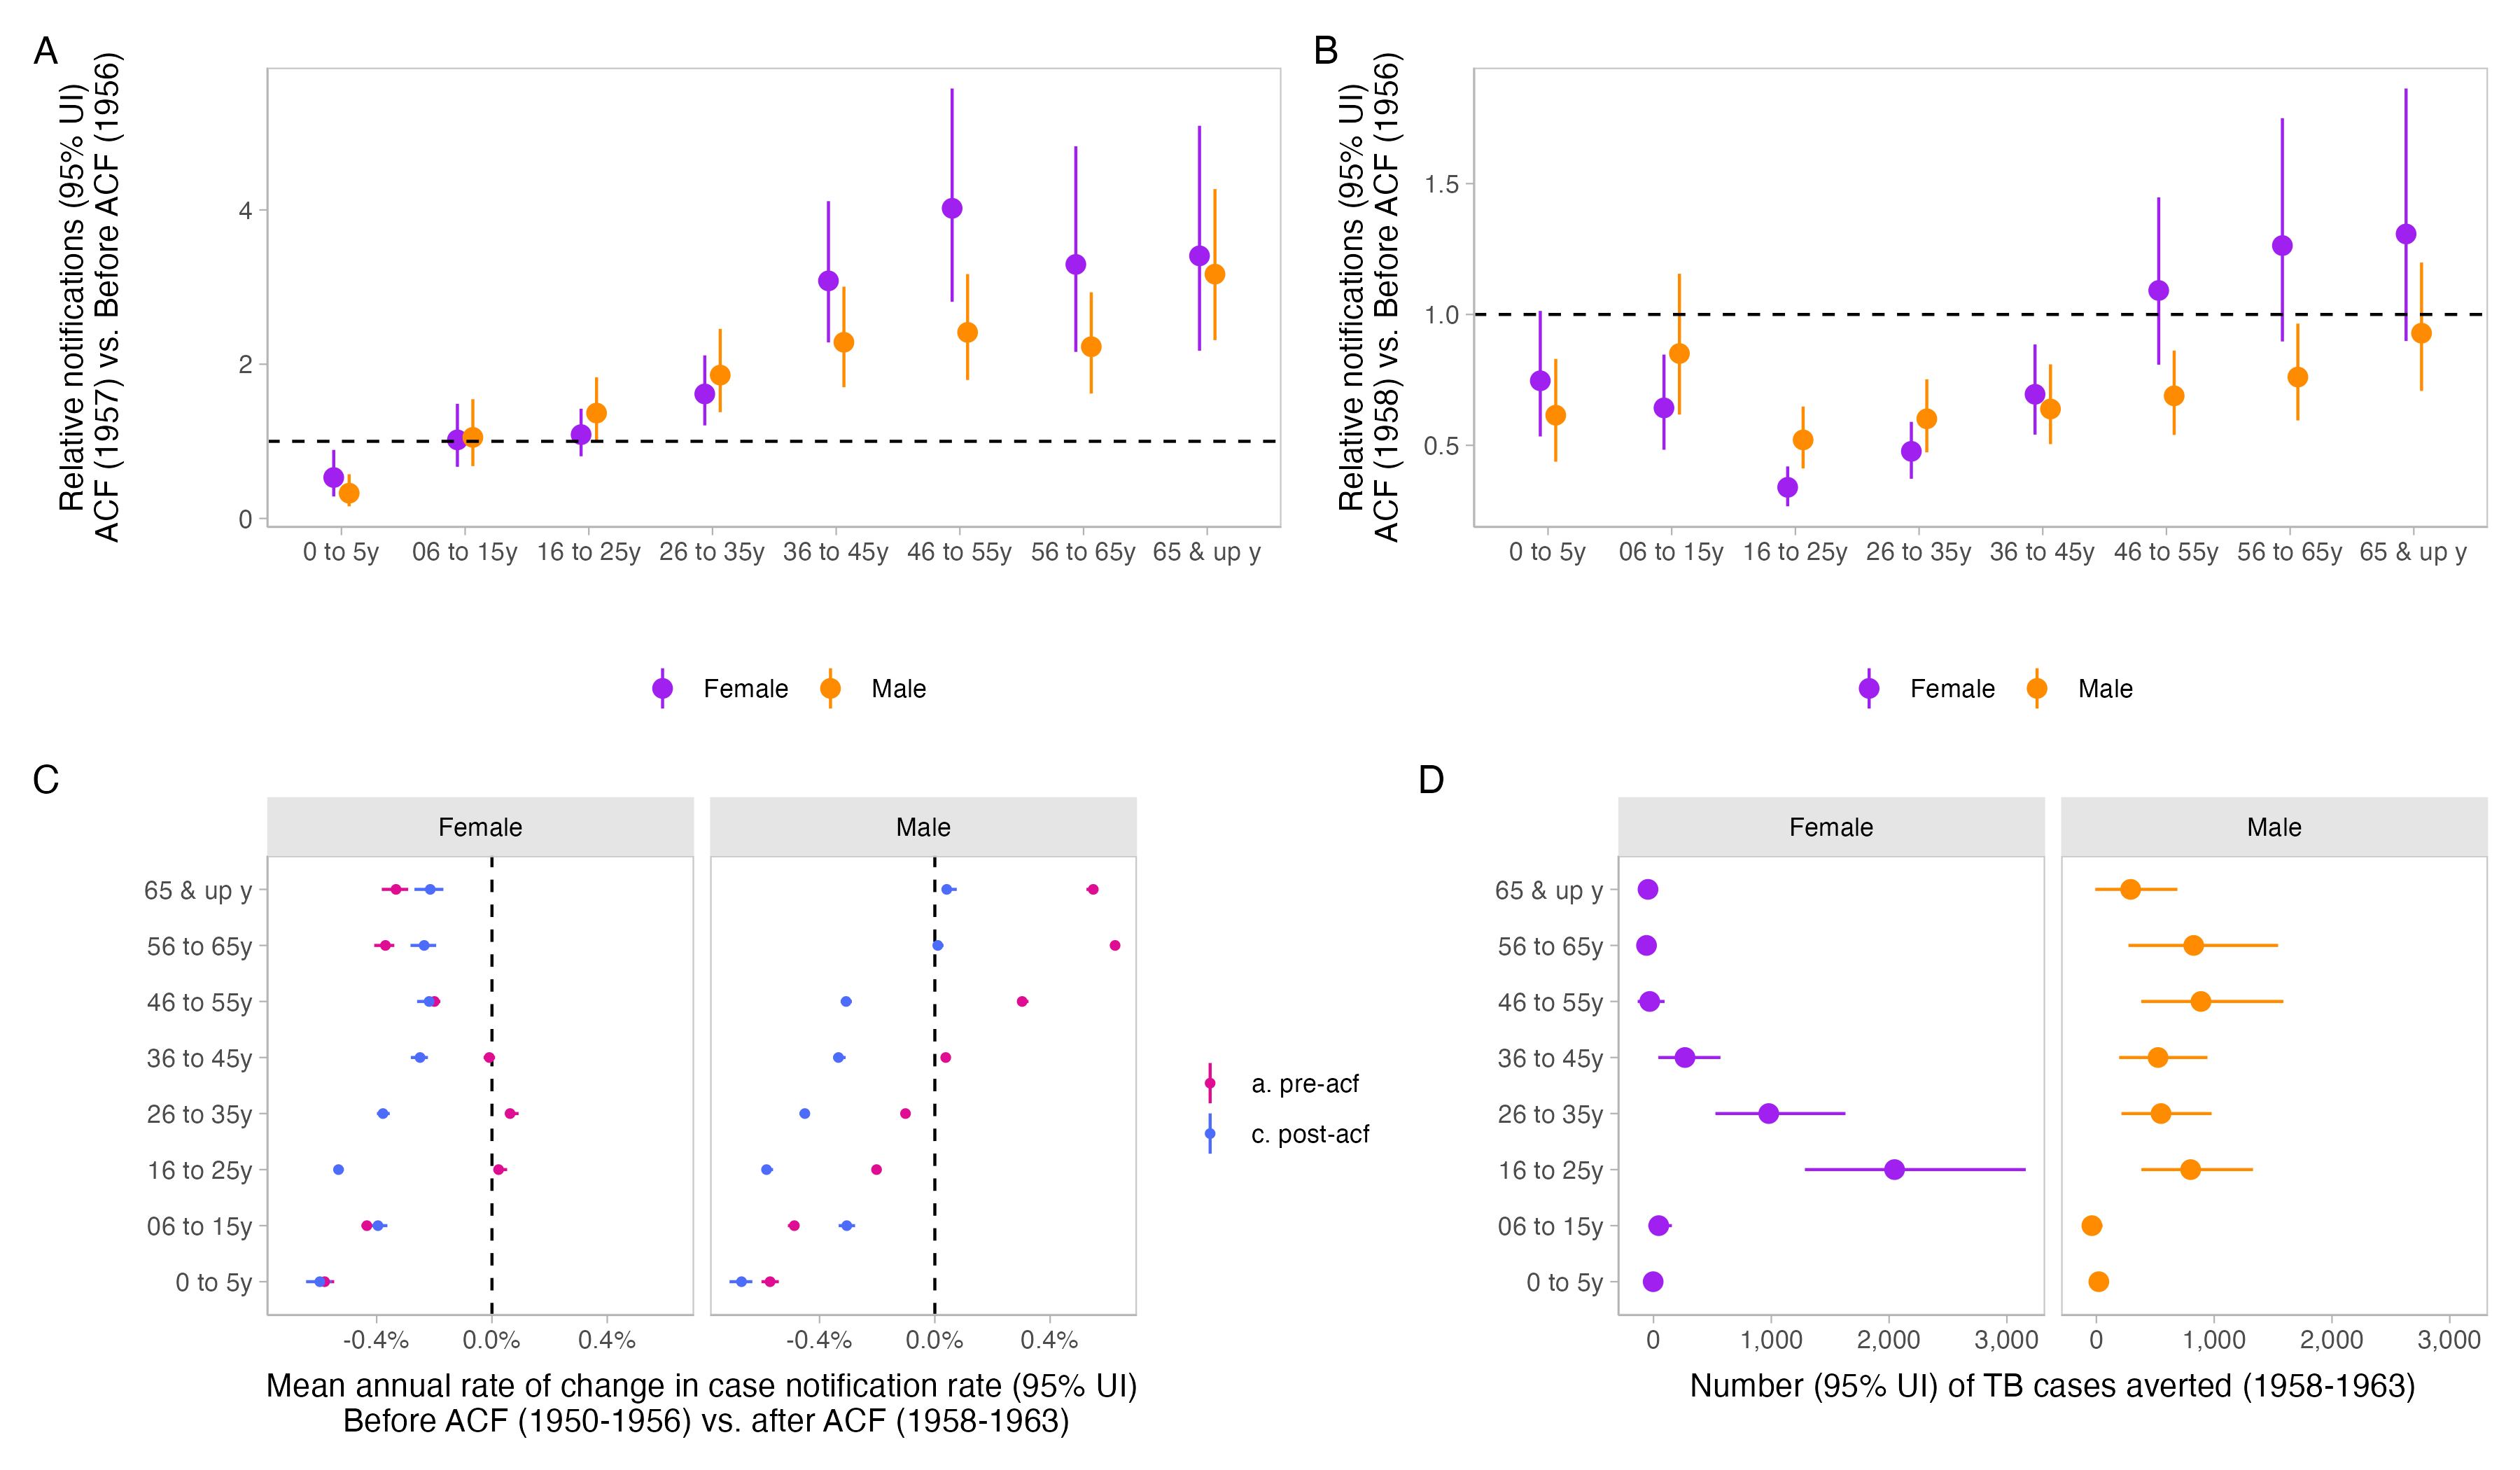 A
Relative notifications (95% UI)
ACF (1957) vs. Before ACF (1956)
4
2
0
0 to 5y 06 to 15y 16 to 25y 26 to 35y 36 to 45y 46 to 55y 56 to 65y 65 & up y
Female Male
B
Relative notifications (95% UI)
ACF (1958) vs. Before ACF (1956)
1.5
1.0
0.5
0 to 5y 06 to 15y 16 to 25y 26 to 35y 36 to 45y 46 to 55y 56 to 65y 65 & up y
Female Male
C
Female Male
65 & up y
56 to 65y
46 to 55y
36 to 45y
26 to 35y
16 to 25y
06 to 15y
0 to 5y
-0.4% 0.0% 0.4% -0.4% 0.0% 0.4%
Mean annual rate of change in case notification rate (95% UI)
Before ACF (1950-1956) vs. after ACF (1958-1963)
a. pre-acf
c. post-acf
D
Female Male
65 & up y
56 to 65y
46 to 55y
36 to 45y
26 to 35y
16 to 25y
06 to 15y
0 to 5y
0 1,000 2,000 3,000 0 1,000 2,000 3,000
Number (95% UI) of TB cases averted (1958-1963)